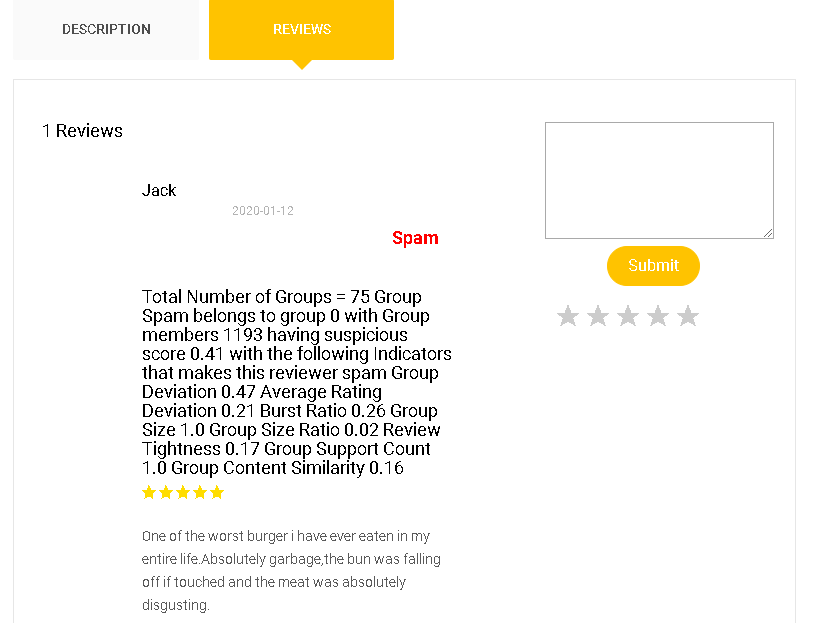 DESCRIPTION
REVIEWS
1 Reviews
Jack
2020-01-12
Spam
Submit
Total Number of Groups = 75 Group
Spam belongs to group 0 with Group
members 1193 having suspicious
score 0.41 with the following Indicators
that makes this reviewer spam Group
Deviation 0.47 Average Rating
Deviation 0.21 Burst Ratio 0.26 Group
Size 1.0 Group Size Ratio 0.02 Review
Tightness 0.17 Group Support Count
1.0 Group Content Similarity 0.16
One of the worst burger i have ever eaten in my
entire life.Absolutely garbage,the bun was falling
off if touched and the meat was absolutely
disgusting.